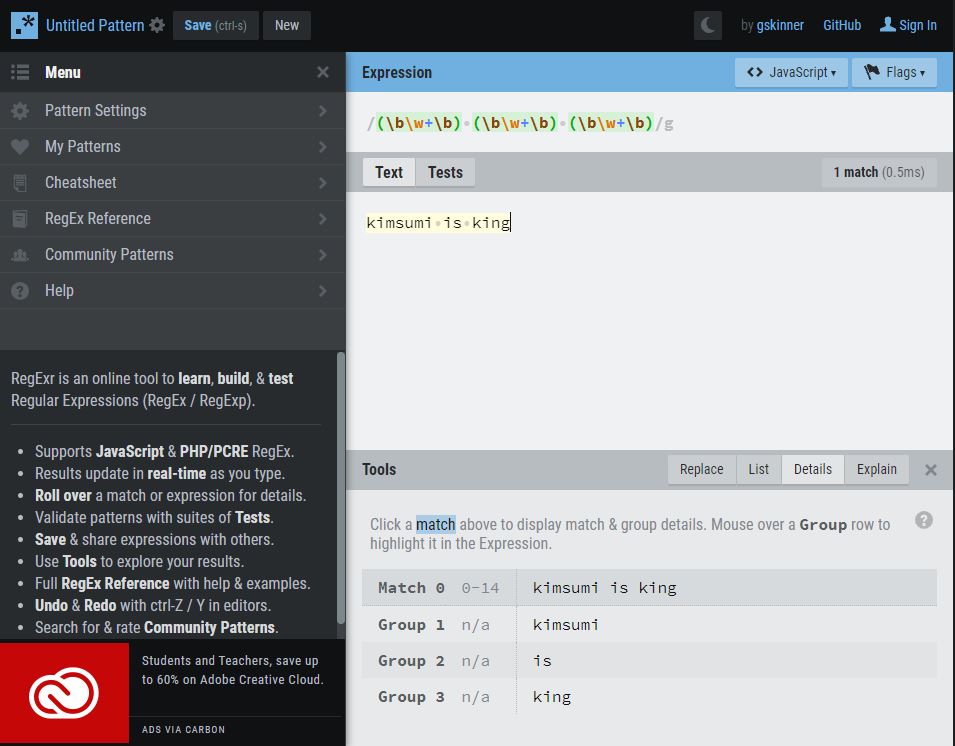 Untitled Pattern Save (ctrl-s) New by gskinner GitHub Sign In
Menu
Pattern Settings
My Patterns
Cheatsheet
RegEx Reference
Community Patterns
Help
RegExr is an online tool to learn, build, & test
Regular Expressions (RegEx / RegExp).
• Supports JavaScript & PHP/PCRE RegEx.
• Results update in real-time as you type.
• Roll over a match or expression for details.
• Validate patterns with suites of Tests.
• Save & share expressions with others.
• Use Tools to explore your results.
• Full RegEx Reference with help & examples.
• Undo & Redo with ctrl-Z / Y in editors.
• Search for & rate Community Patterns.
Students and Teachers, save up
to 60% on Adobe Creative Cloud.
ADS VIA CARBON
Expression <> JavaScript ▾ Flags ▾
/(\b\w+\b)·(\b\w+\b)·(\b\w+\b)/g
Text Tests 1 match (0.5ms)
kimsumi·is·king
Tools Replace List Details Explain
Click a match above to display match & group details. Mouse over a Group row to
highlight it in the Expression.
Match 0 0-14 kimsumi is king
Group 1 n/a kimsumi
Group 2 n/a is
Group 3 n/a king